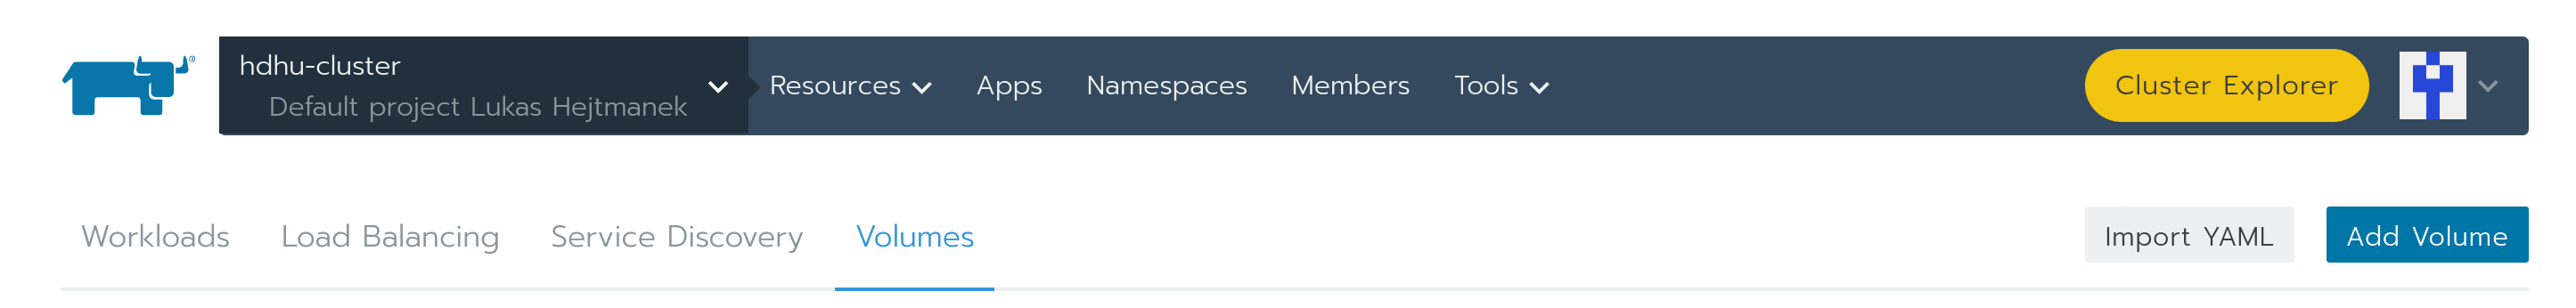 hdhu-cluster
Default project Lukas Hejtmanek
Resources Apps Namespaces Members Tools Cluster Explorer
Workloads Load Balancing Service Discovery Volumes Import YAML Add Volume